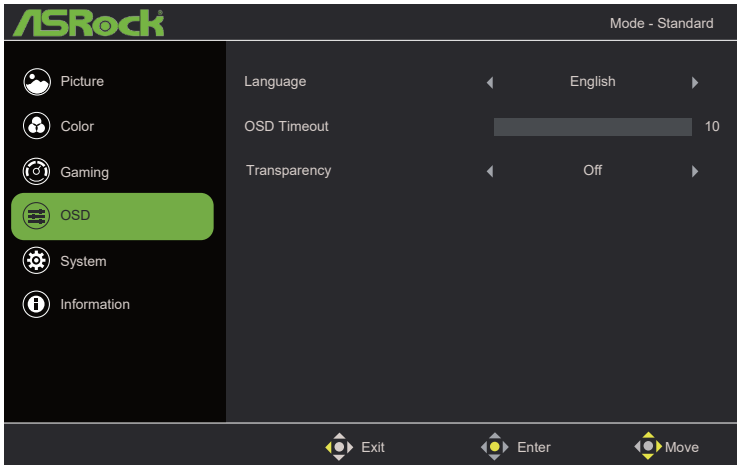 ASRock
Mode - Standard
Picture
Color
Gaming
OSD
System
Information
Language English
OSD Timeout 10
Transparency Off
Exit Enter Move